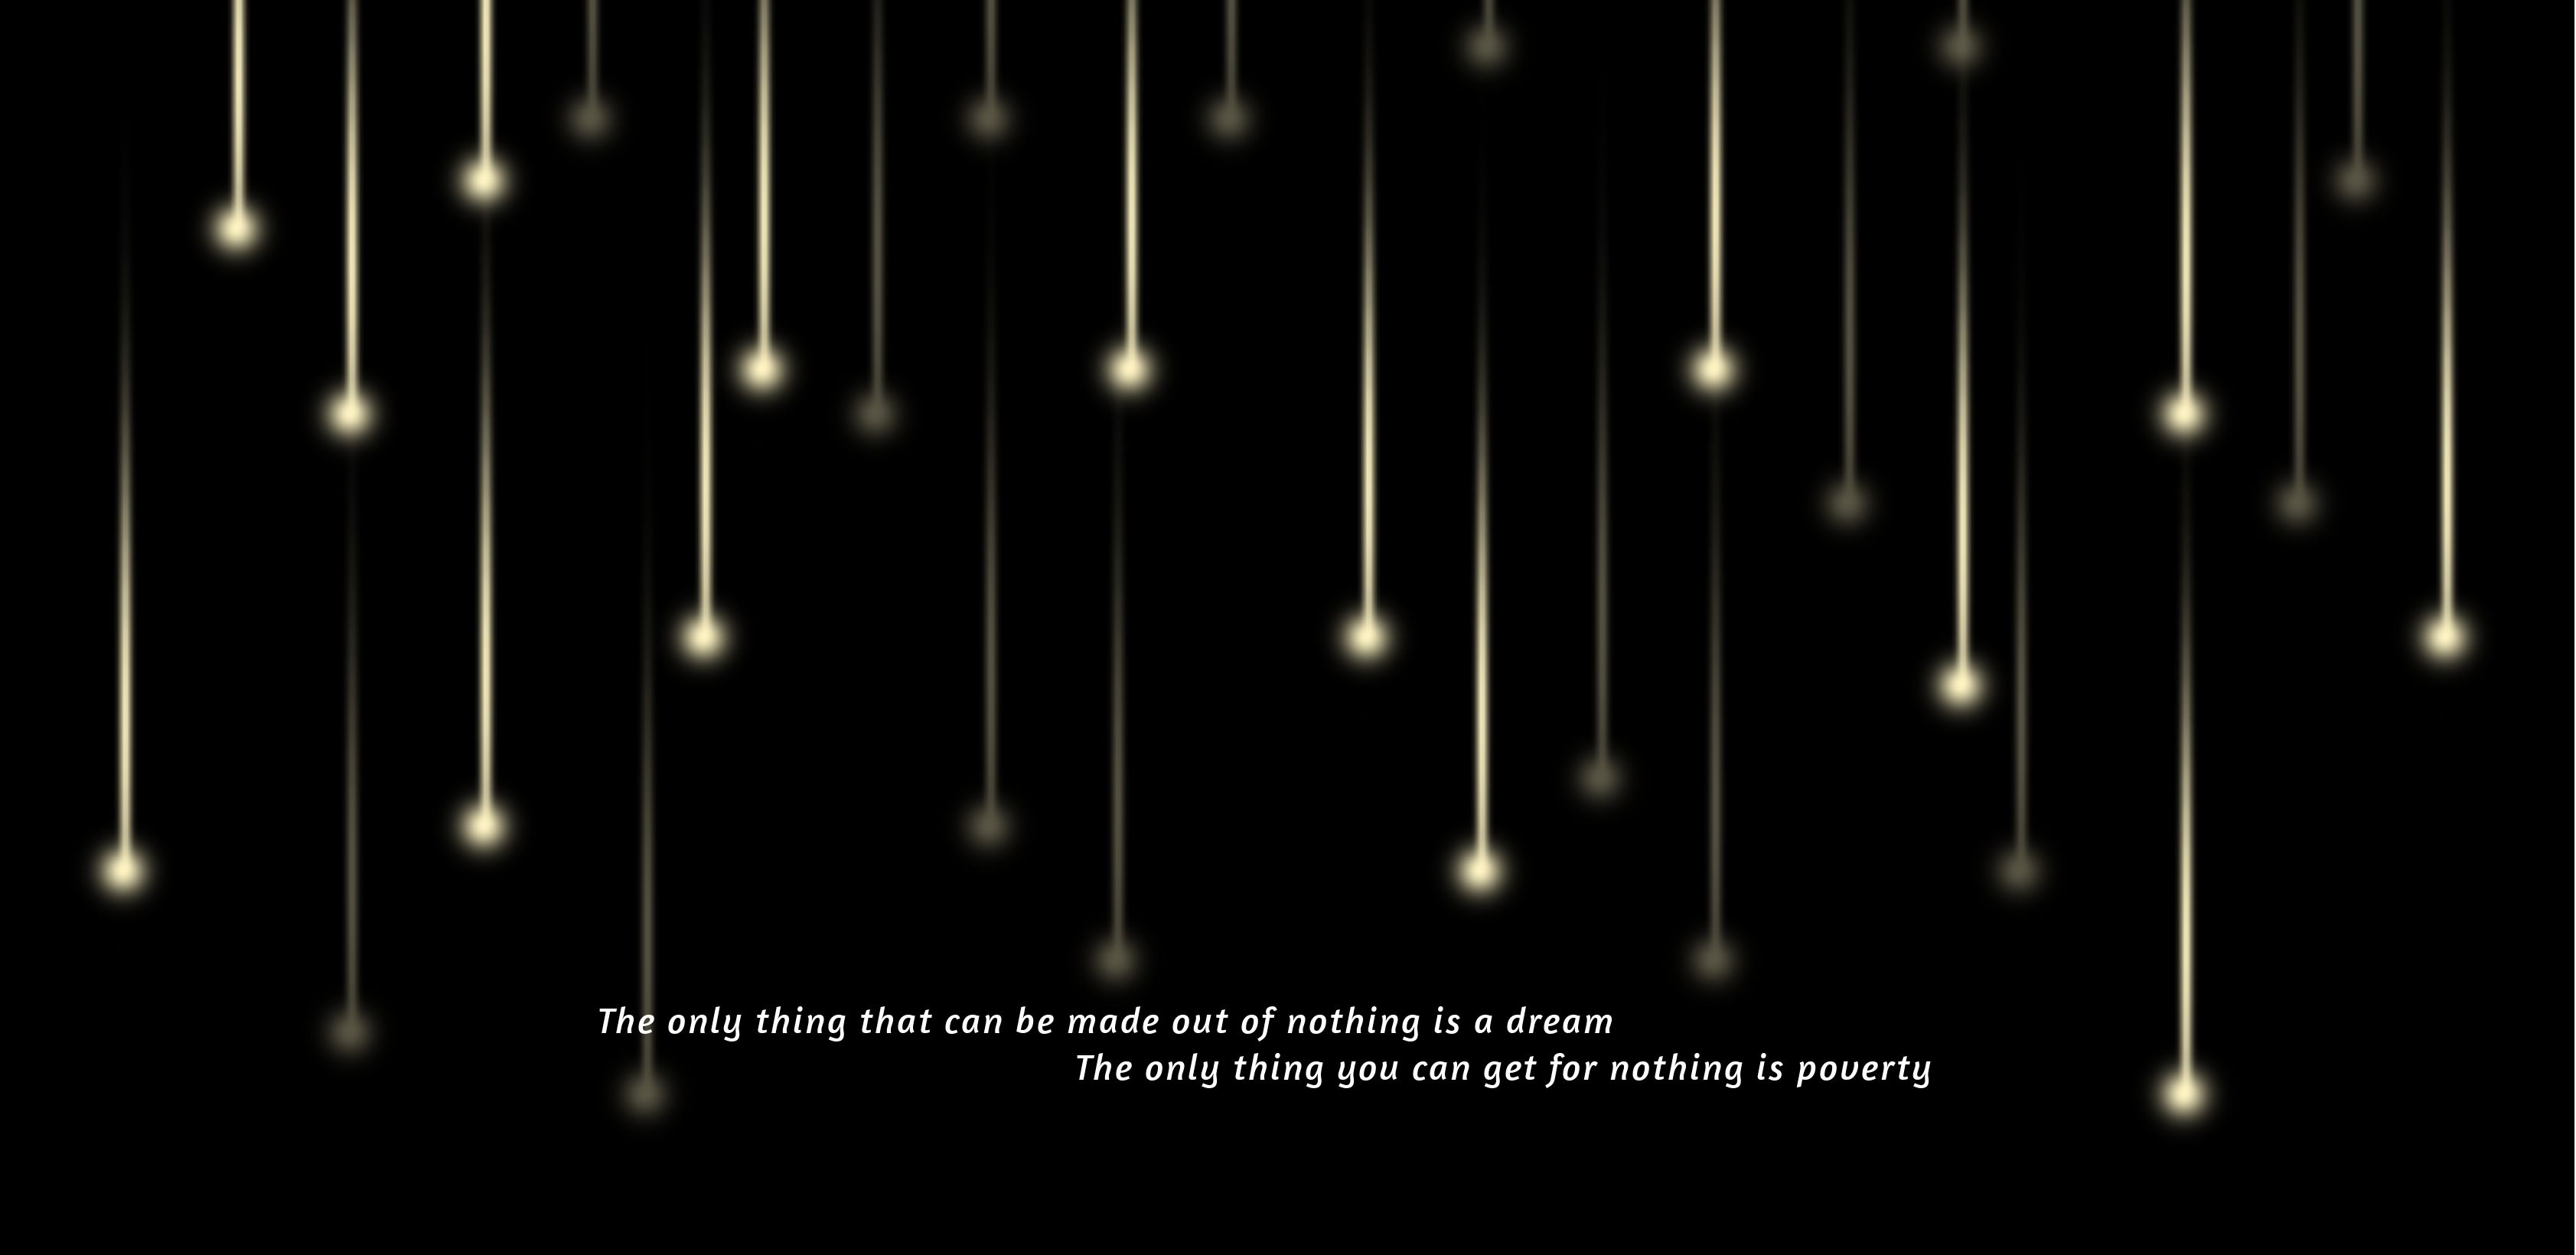 The only thing that can be made out of nothing is a dream
The only thing you can get for nothing is poverty